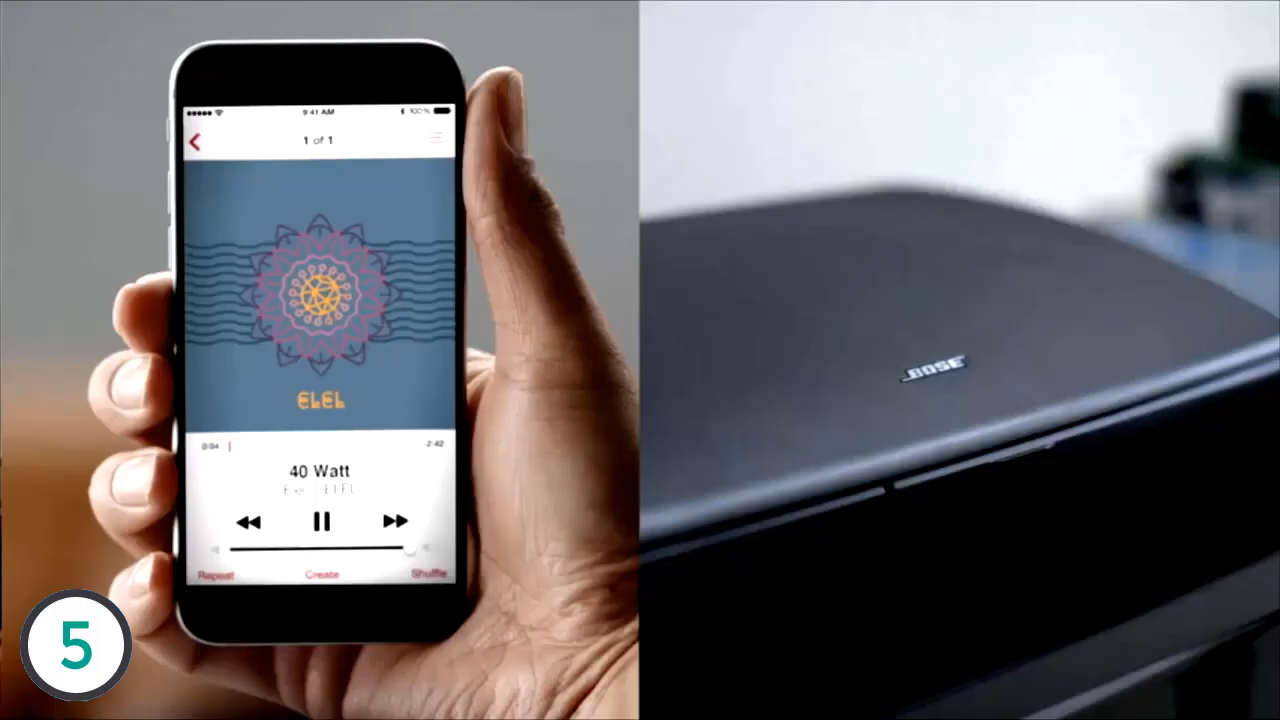 9:41 AM
100%
1 of 1
ELEL
0:04
-2:42
40 Watt
Repeat
Create
Shuffle
BOSE
5